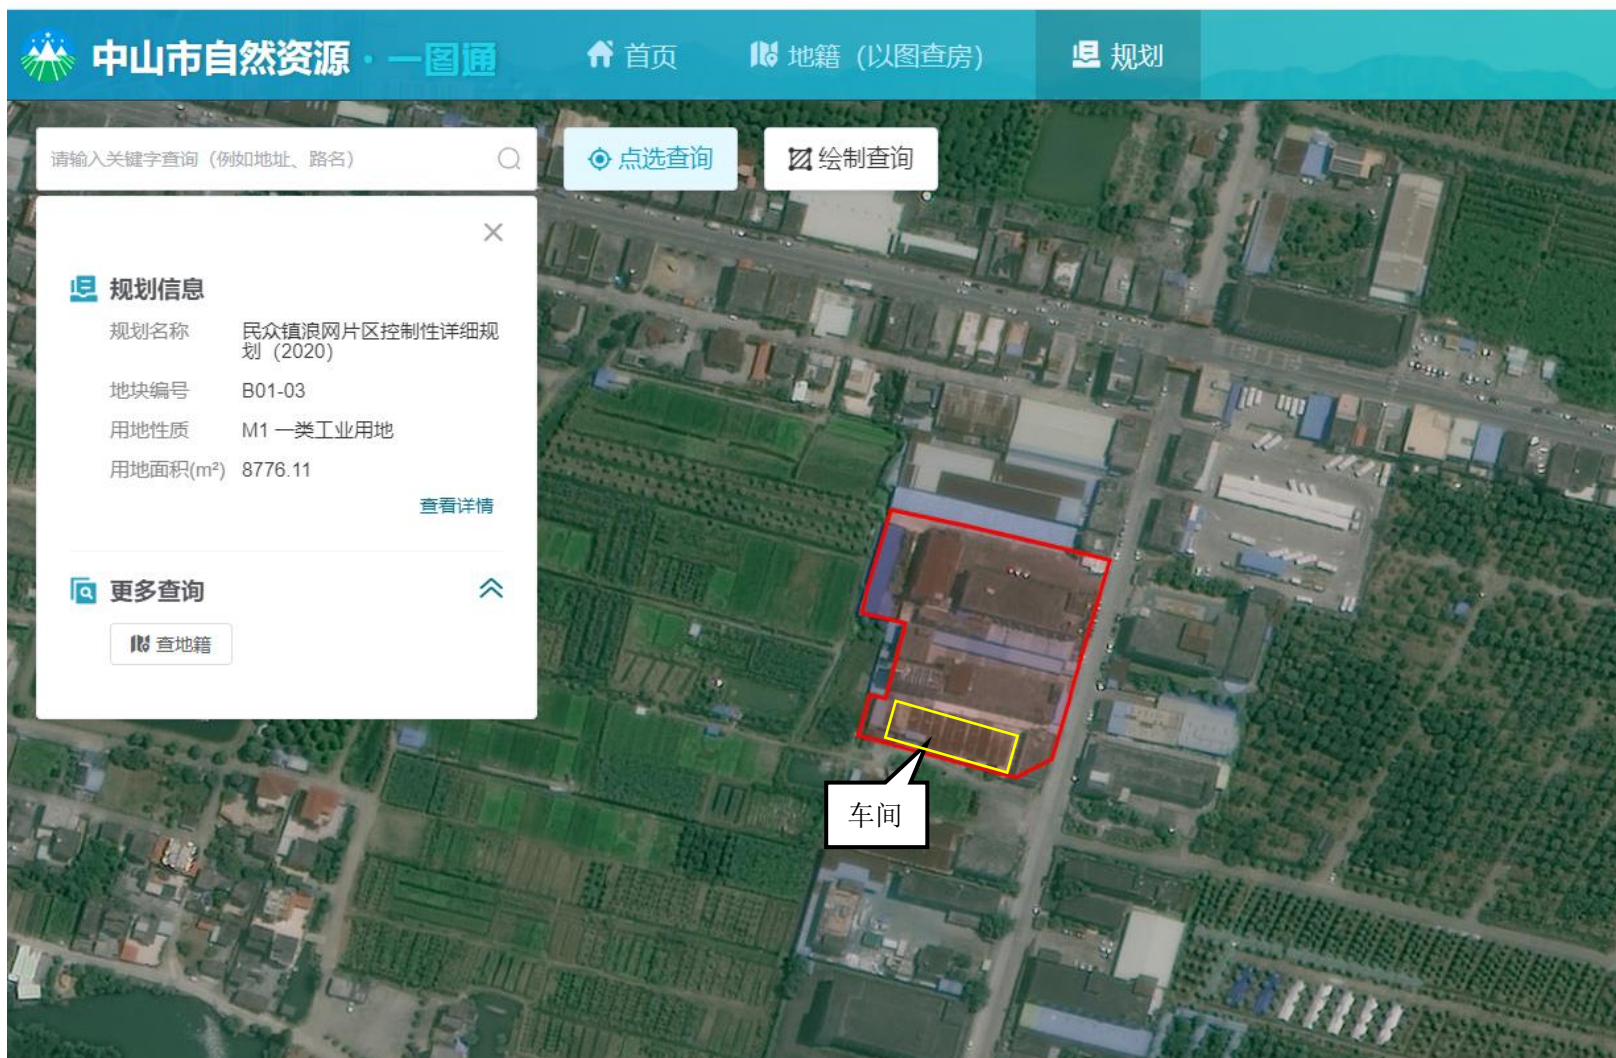 中山市自然资源·一图通
首页
地籍（以图查房）
规划
请输入关键字查询（例如地址、路名）
点选查询
绘制查询
规划信息
规划名称
民众镇浪网片区控制性详细规
划（2020）
地块编号
B01-03
用地性质
M1 一类工业用地
用地面积(m²)
8776.11
查看详情
更多查询
查地籍
车间